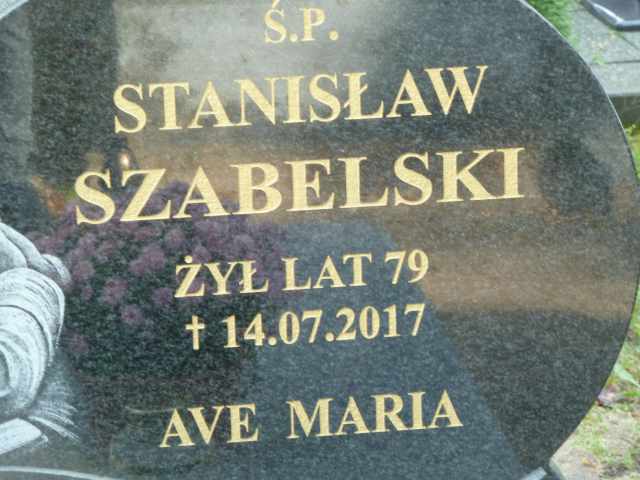 Ś.P.
STANISŁAW
SZABELSKI
ŻYŁ LAT 79
† 14.07.2017
AVE MARIA